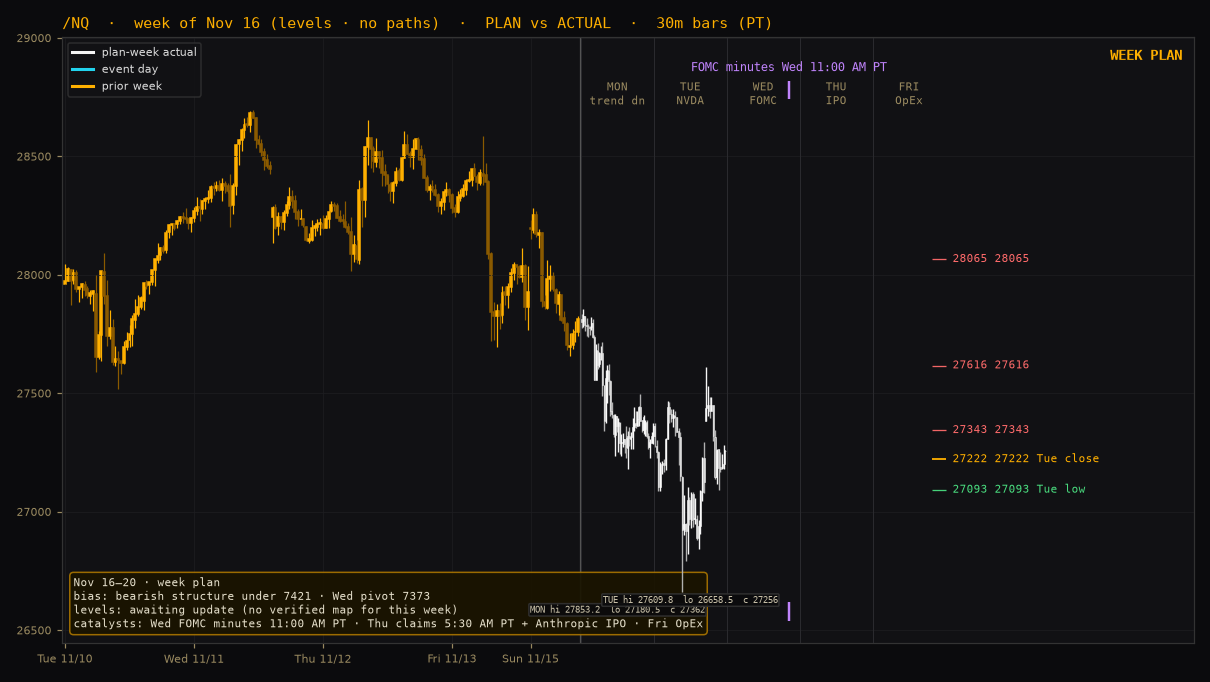 /NQ · week of Nov 16 (levels · no paths) · PLAN vs ACTUAL · 30m bars (PT)
29000
28500
28000
27500
27000
26500
plan-week actual
event day
prior week
WEEK PLAN
FOMC minutes Wed 11:00 AM PT
MON
trend dn
TUE
NVDA
WED
FOMC
THU
IPO
FRI
OpEx
28065 28065
27616 27616
27343 27343
27222 27222 Tue close
27093 27093 Tue low
Nov 16–20 · week plan
bias: bearish structure under 7421 · Wed pivot 7373
levels: awaiting update (no verified map for this week)
catalysts: Wed FOMC minutes 11:00 AM PT · Thu claims 5:30 AM PT + Anthropic IPO · Fri OpEx
TUE hi 27609.8 lo 26658.5 c 27256
MON hi 27853.2 lo 27180.5 c 27362
Tue 11/10
Wed 11/11
Thu 11/12
Fri 11/13
Sun 11/15